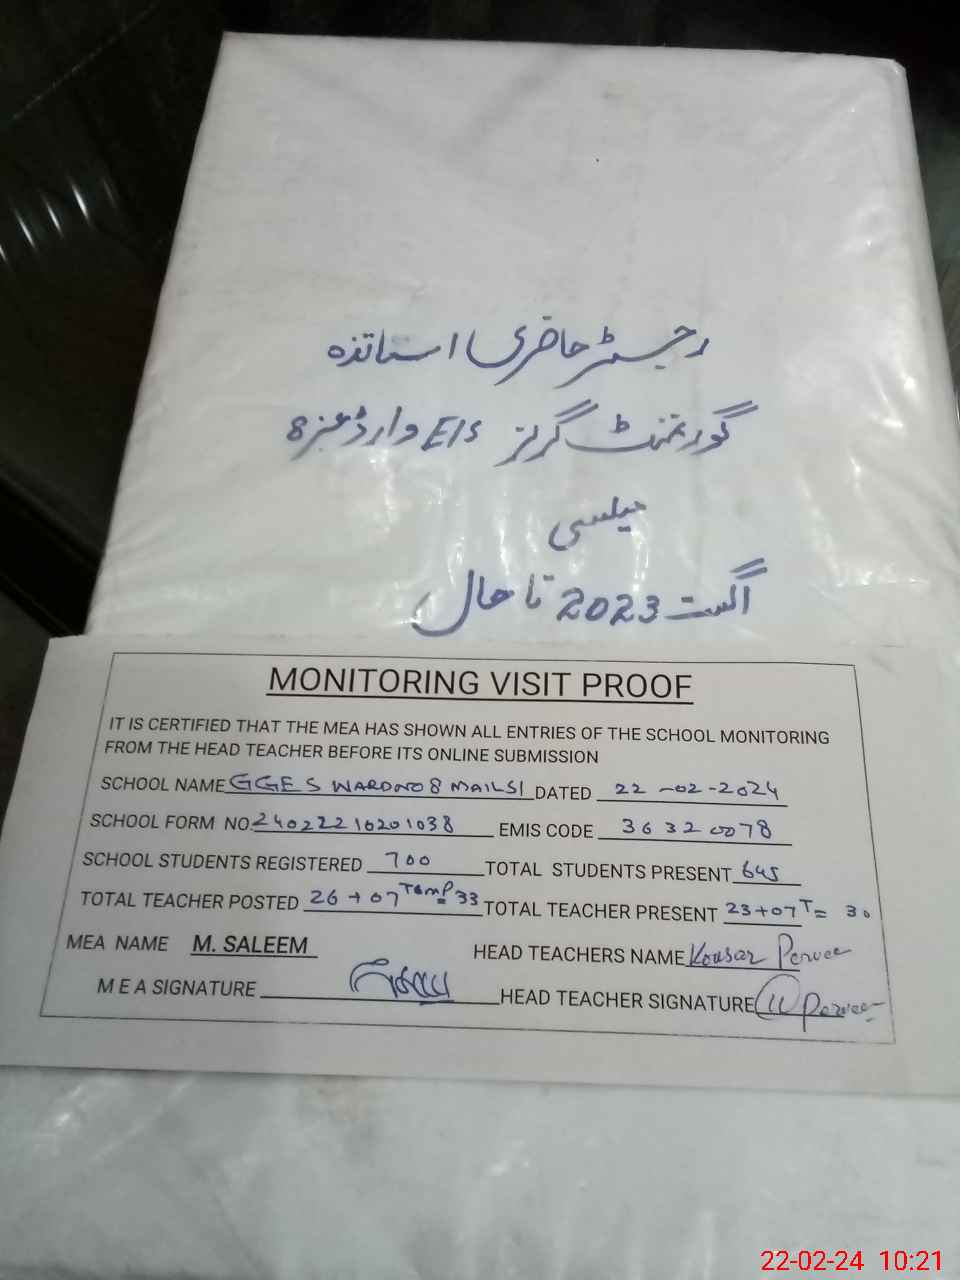 رجسٹر حاضری اساتذہ
گورنمنٹ گرلز E/S وارڈ نمبر 8
میلسی
اگست 2023 تا حال
MONITORING VISIT PROOF
IT IS CERTIFIED THAT THE MEA HAS SHOWN ALL ENTRIES OF THE SCHOOL MONITORING
FROM THE HEAD TEACHER BEFORE ITS ONLINE SUBMISSION
SCHOOL NAME GGES WARD NO 8 MAILSI DATED 22-02-2024
SCHOOL FORM NO. 24022210201038 EMIS CODE 36320078
SCHOOL STUDENTS REGISTERED 700 TOTAL STUDENTS PRESENT 645
TOTAL TEACHER POSTED 26+07 Temp = 33 TOTAL TEACHER PRESENT 23+07 T = 30
MEA NAME M. SALEEM HEAD TEACHERS NAME Kousar Perveen
M E A SIGNATURE HEAD TEACHER SIGNATURE Perveen
22-02-24 10:21